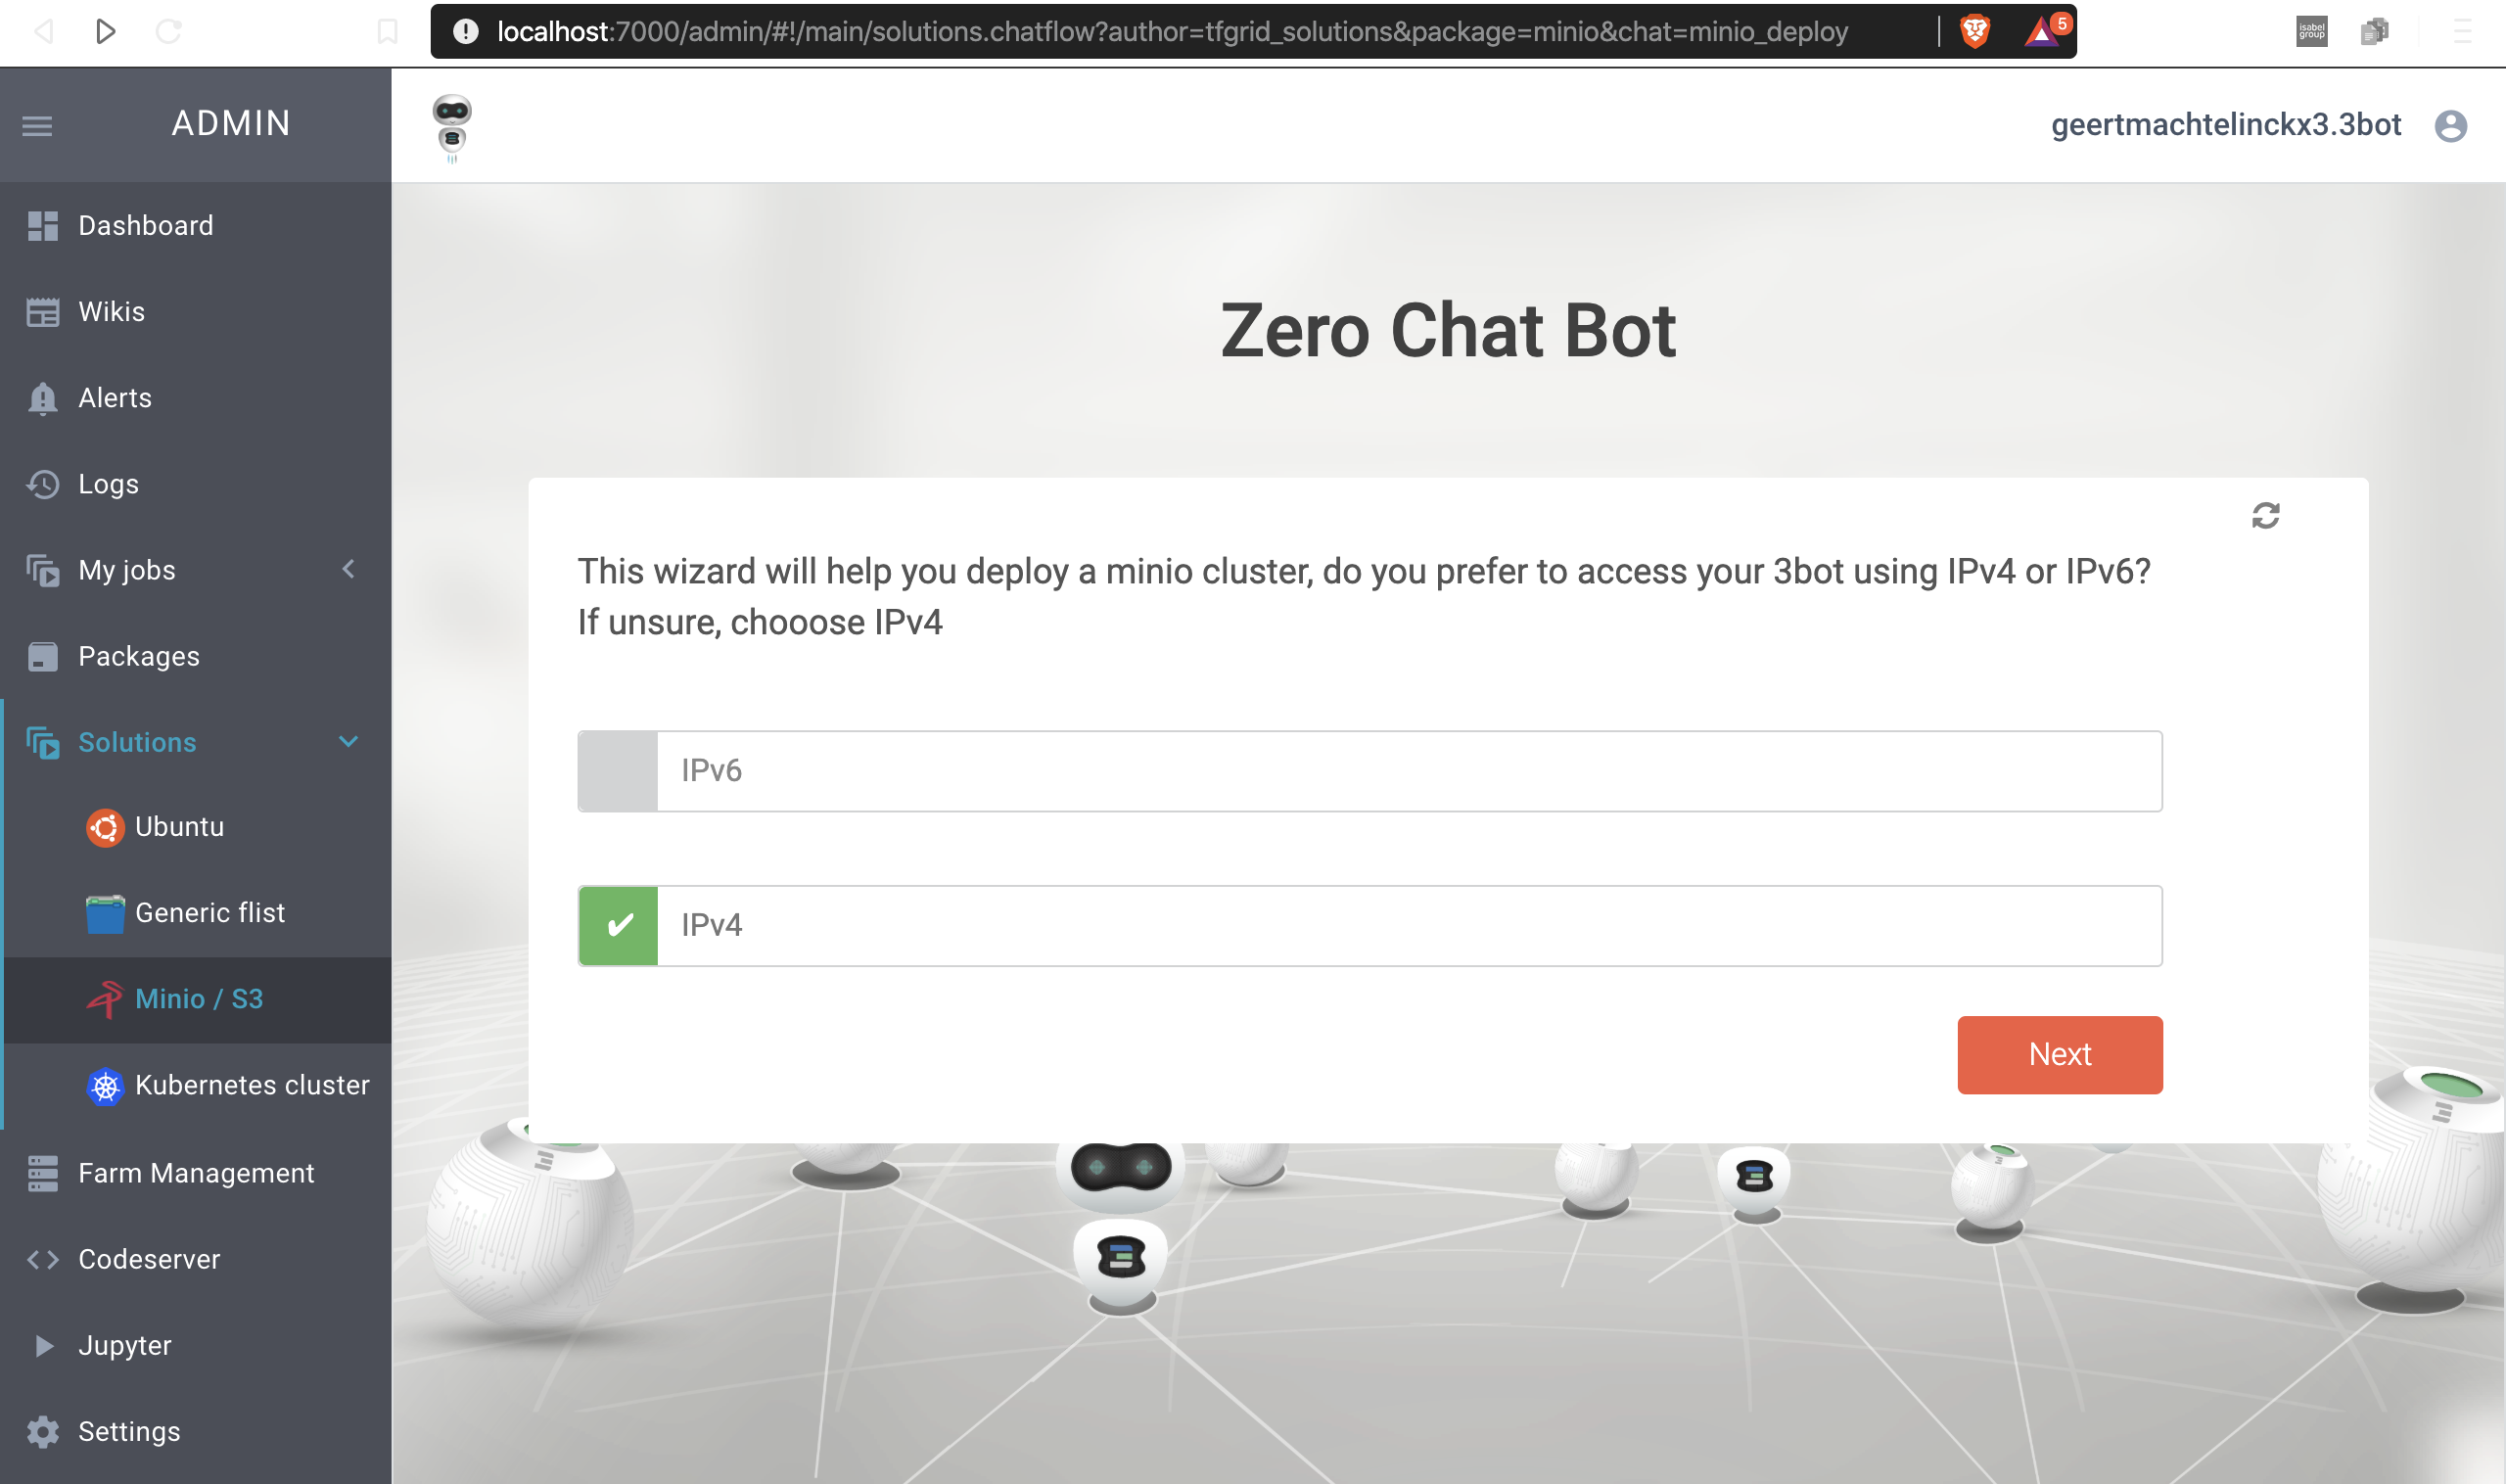 localhost:7000/admin/#!/main/solutions.chatflow?author=tfgrid_solutions&package=minio&chat=minio_deploy
5
isabel
group
ADMIN
geertmachtelinckx3.3bot
Dashboard
Wikis
Alerts
Logs
My jobs
Packages
Solutions
Ubuntu
Generic flist
Minio / S3
Kubernetes cluster
Farm Management
Codeserver
Jupyter
Settings
Zero Chat Bot
This wizard will help you deploy a minio cluster, do you prefer to access your 3bot using IPv4 or IPv6?
If unsure, chooose IPv4
IPv6
IPv4
Next